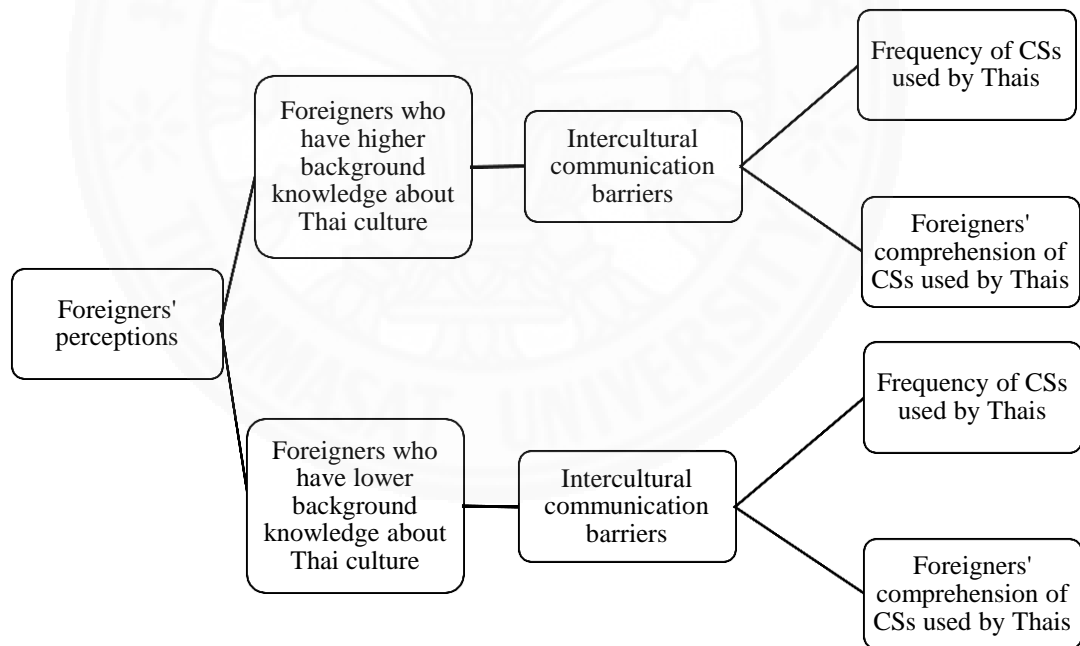 Foreigners'
perceptions
Foreigners who
have higher
background
knowledge about
Thai culture
Intercultural
communication
barriers
Frequency of CSs
used by Thais
Foreigners'
comprehension of
CSs used by Thais
Foreigners who
have lower
background
knowledge about
Thai culture
Intercultural
communication
barriers
Frequency of CSs
used by Thais
Foreigners'
comprehension of
CSs used by Thais